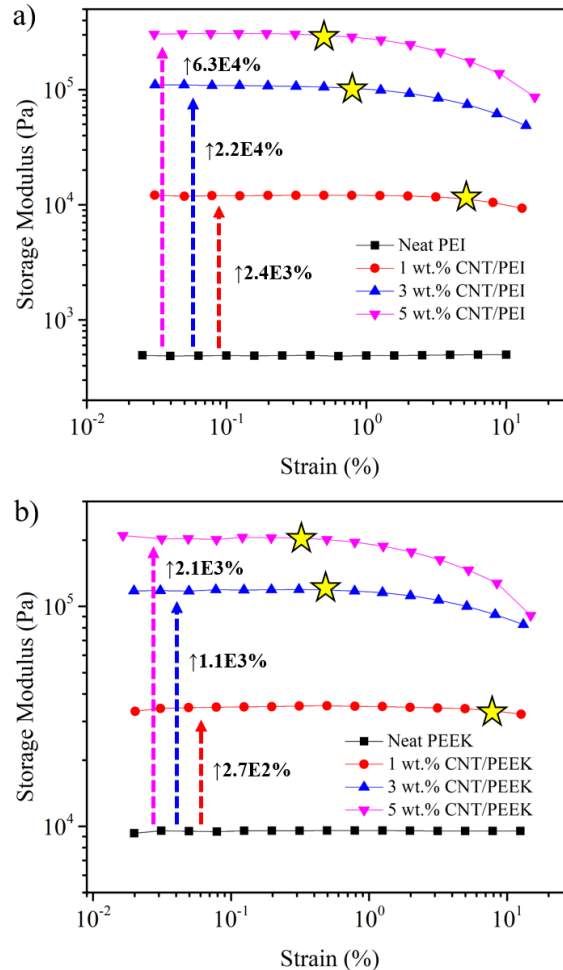 a)
Storage Modulus (Pa)
10^5
10^4
10^3
↑6.3E4%
↑2.2E4%
↑2.4E3%
Neat PEI
1 wt.% CNT/PEI
3 wt.% CNT/PEI
5 wt.% CNT/PEI
10^-2 10^-1 10^0 10^1
Strain (%)
b)
Storage Modulus (Pa)
10^5
10^4
↑2.1E3%
↑1.1E3%
↑2.7E2%
Neat PEEK
1 wt.% CNT/PEEK
3 wt.% CNT/PEEK
5 wt.% CNT/PEEK
10^-2 10^-1 10^0 10^1
Strain (%)